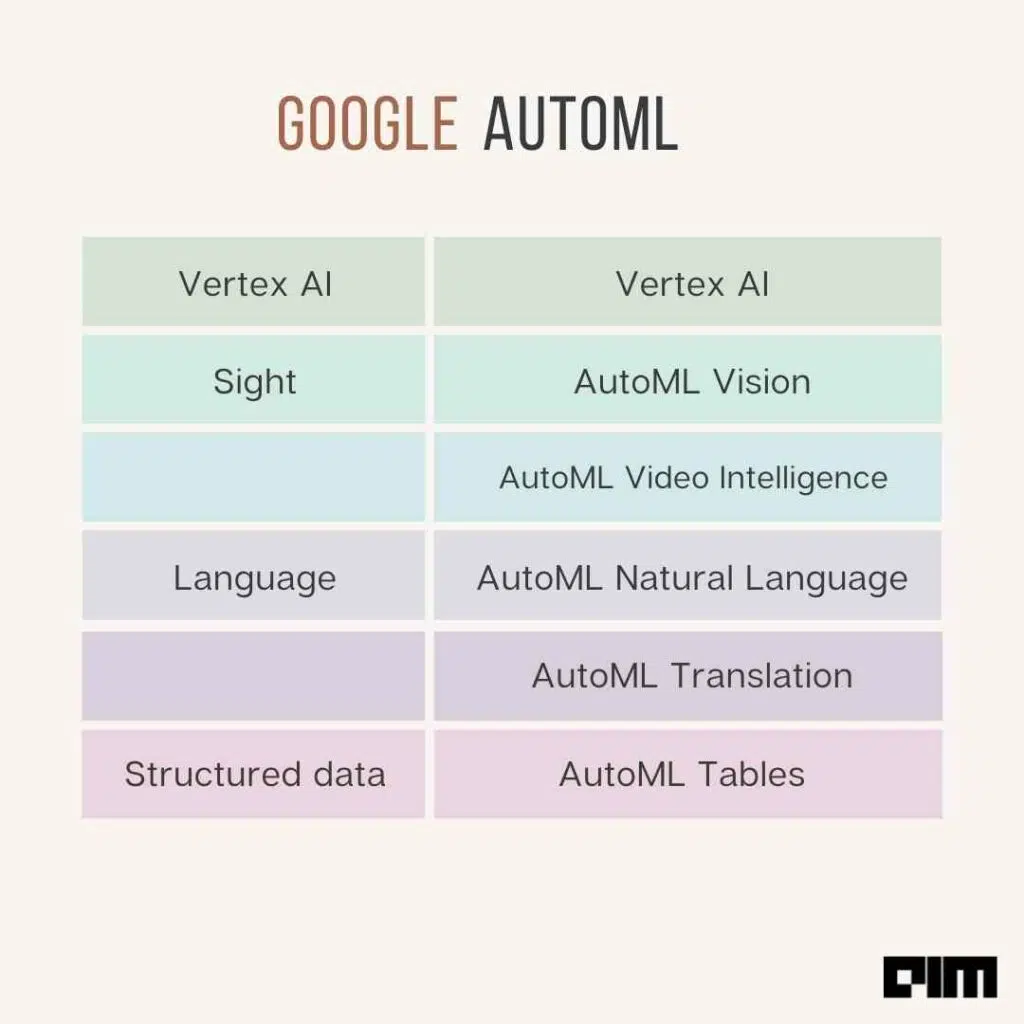 GOOGLE AUTOML
Vertex AI Vertex AI
Sight AutoML Vision
AutoML Video Intelligence
Language AutoML Natural Language
AutoML Translation
Structured data AutoML Tables
AIM